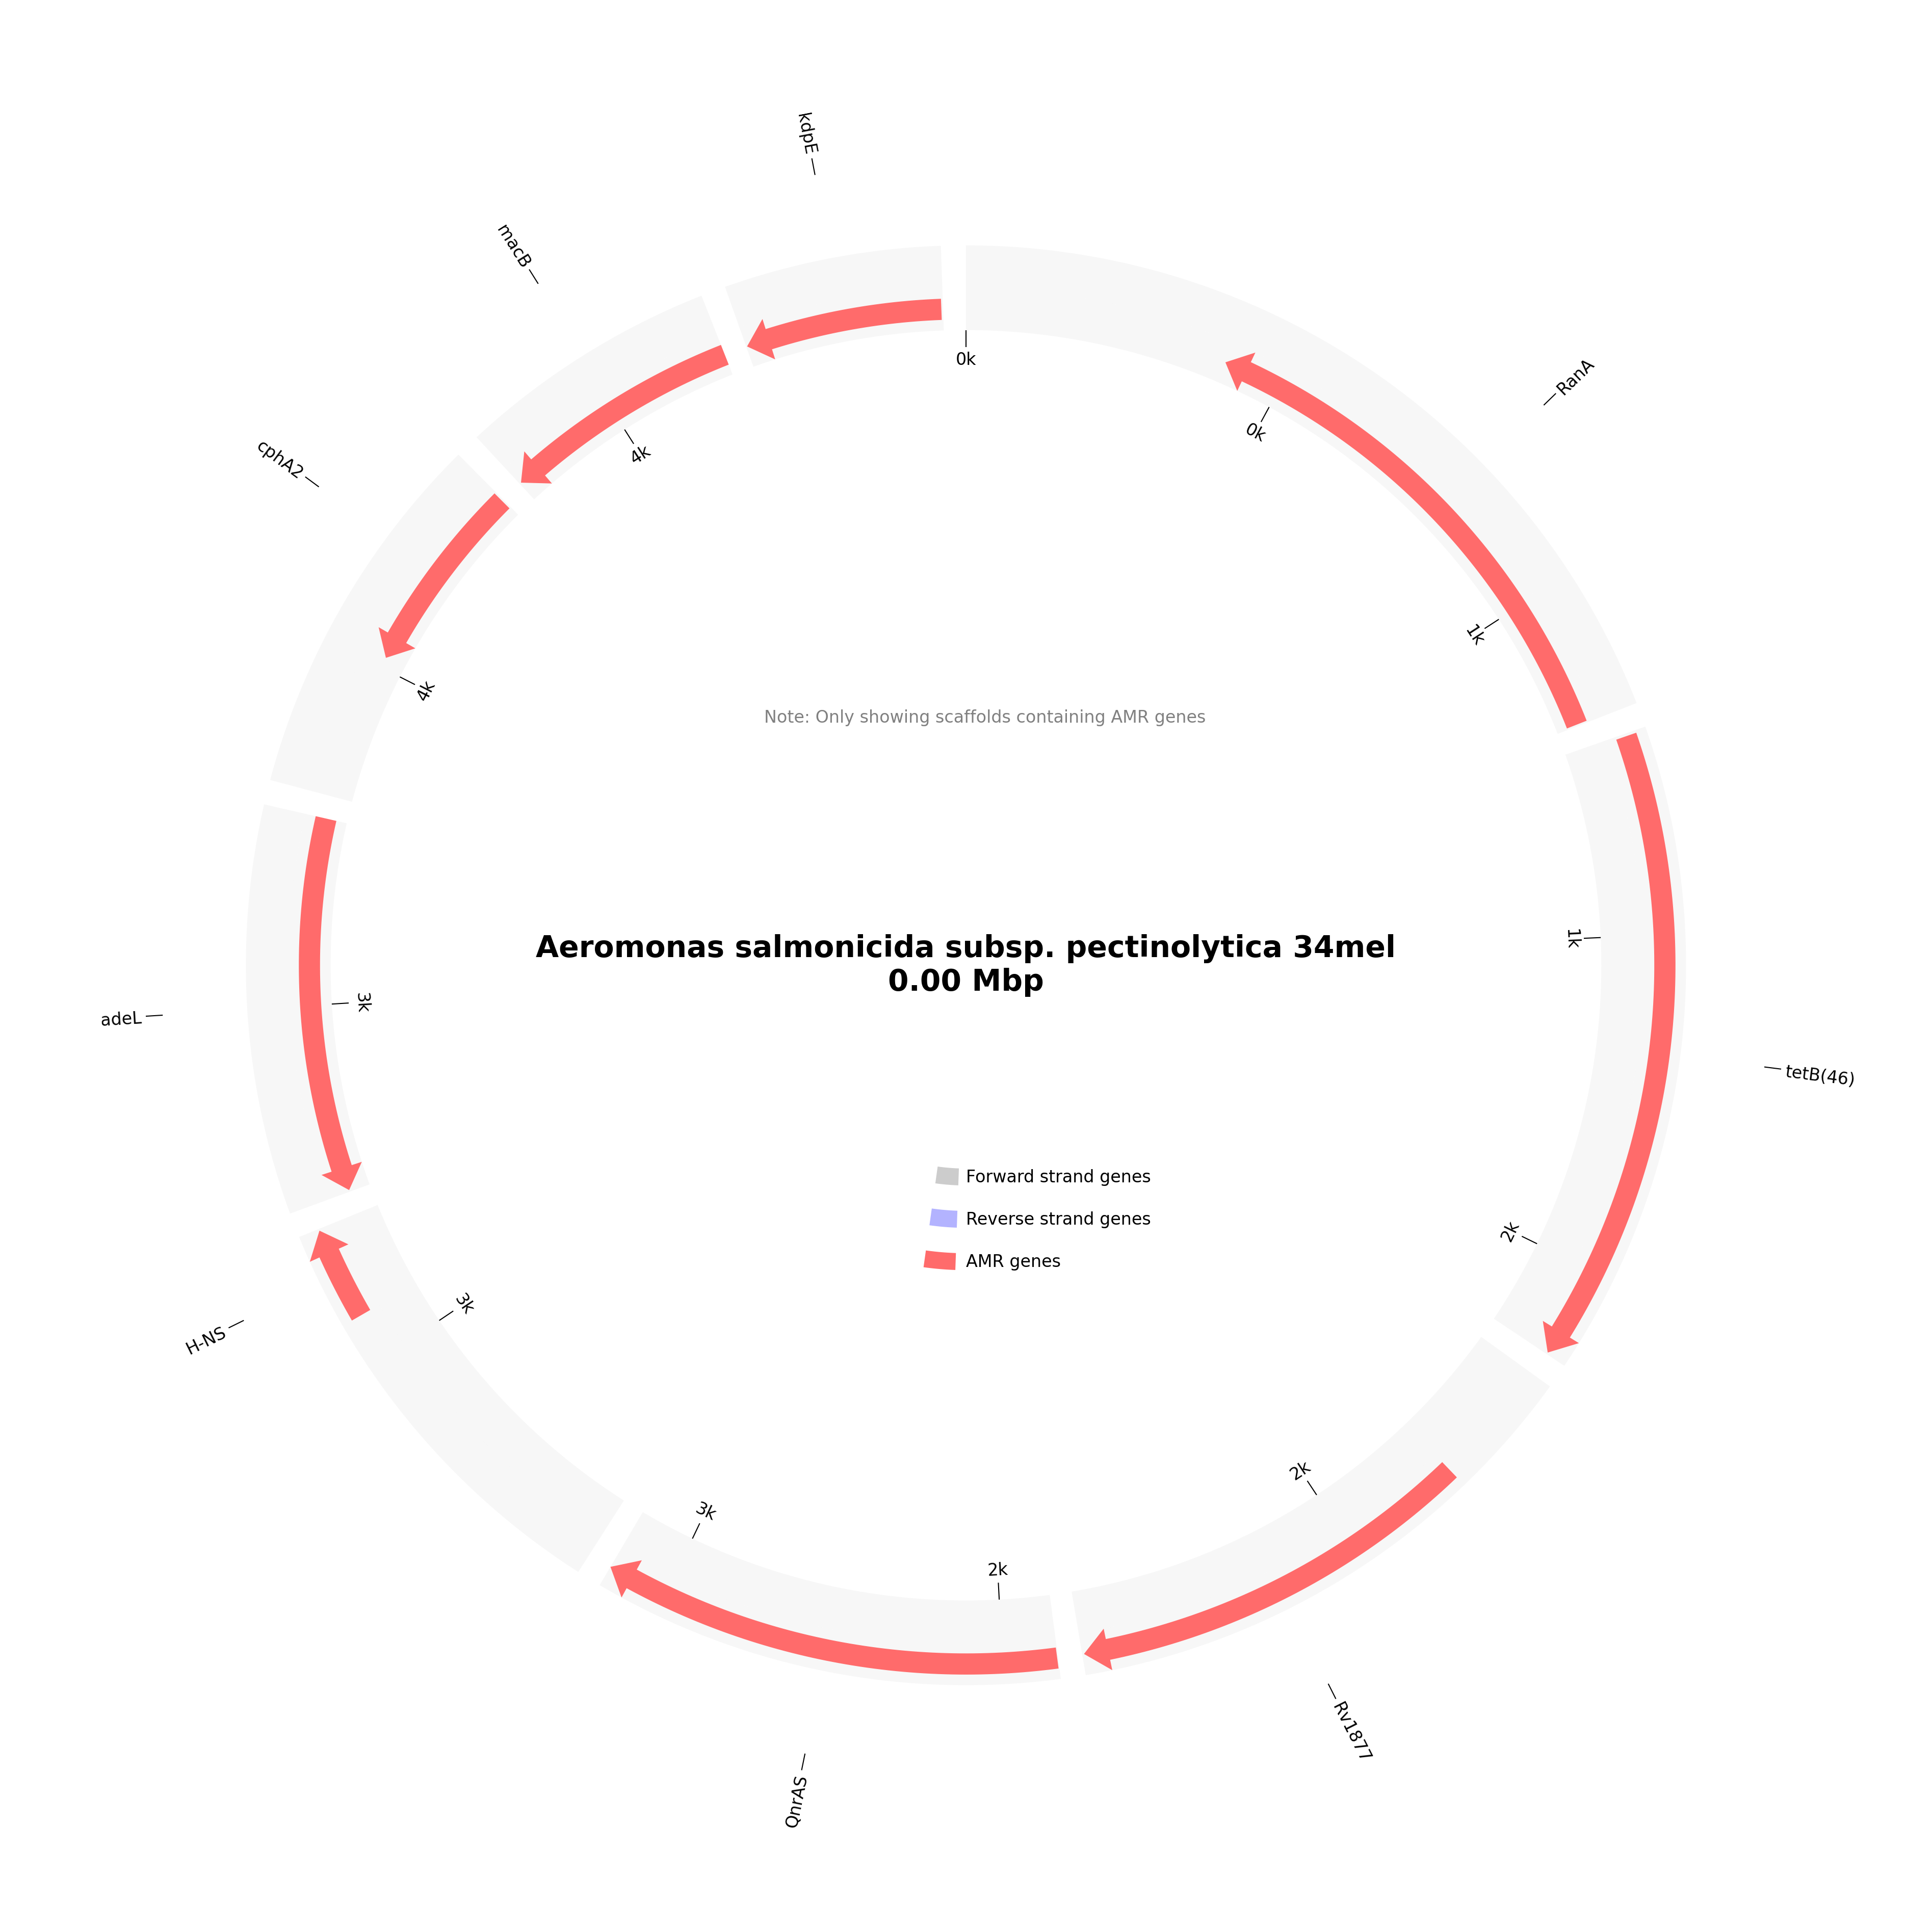 kdpE
macB
RanA
0k
0k
cphA2
4k
1k
4k
Note: Only showing scaffolds containing AMR genes
1k
Aeromonas salmonicida subsp. pectinolytica 34mel
0.00 Mbp
3k
adeL
tetB(46)
Forward strand genes
2k
Reverse strand genes
AMR genes
3k
H-NS
2k
3k
2k
Rv1877
QnrAS